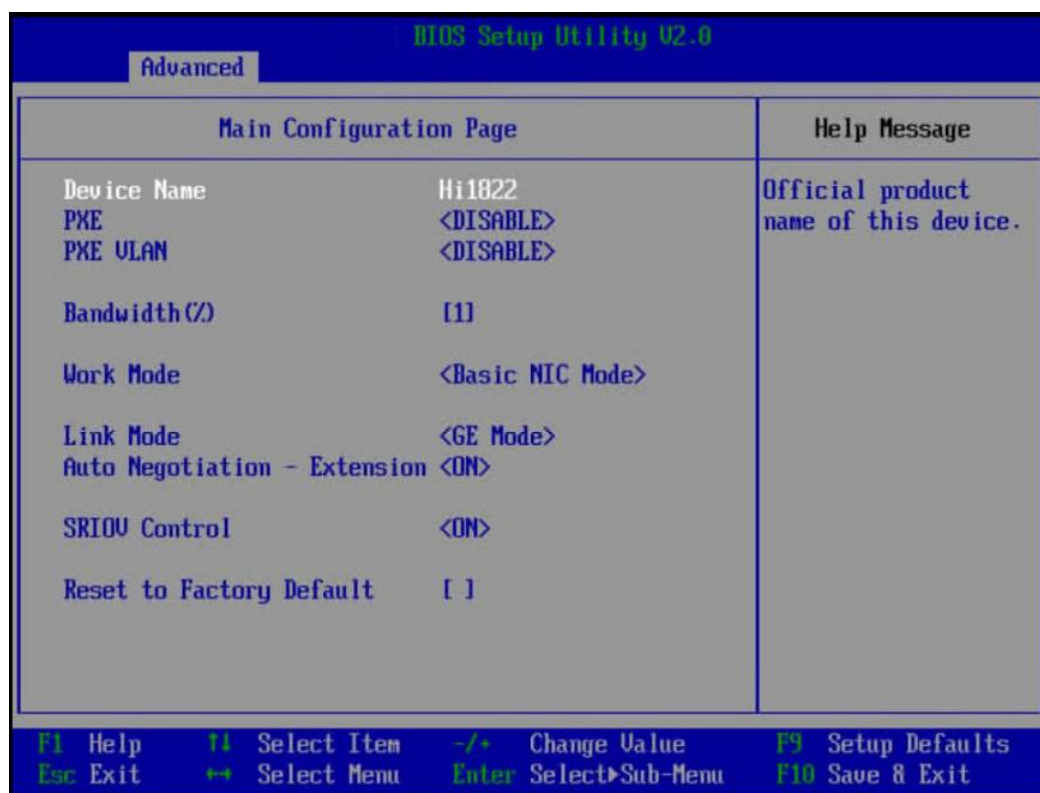 BIOS Setup Utility V2.0
Advanced
Main Configuration Page
Help Message
Device Name Hi1822
PXE <DISABLE>
PXE VLAN <DISABLE>
Bandwidth(%) [1]
Work Mode <Basic NIC Mode>
Link Mode <GE Mode>
Auto Negotiation - Extension <ON>
SRIOV Control <ON>
Reset to Factory Default [ ]
Official product
name of this device.
F1 Help ↑↓ Select Item -/+ Change Value F9 Setup Defaults
Esc Exit ↔ Select Menu Enter Select▶Sub-Menu F10 Save & Exit